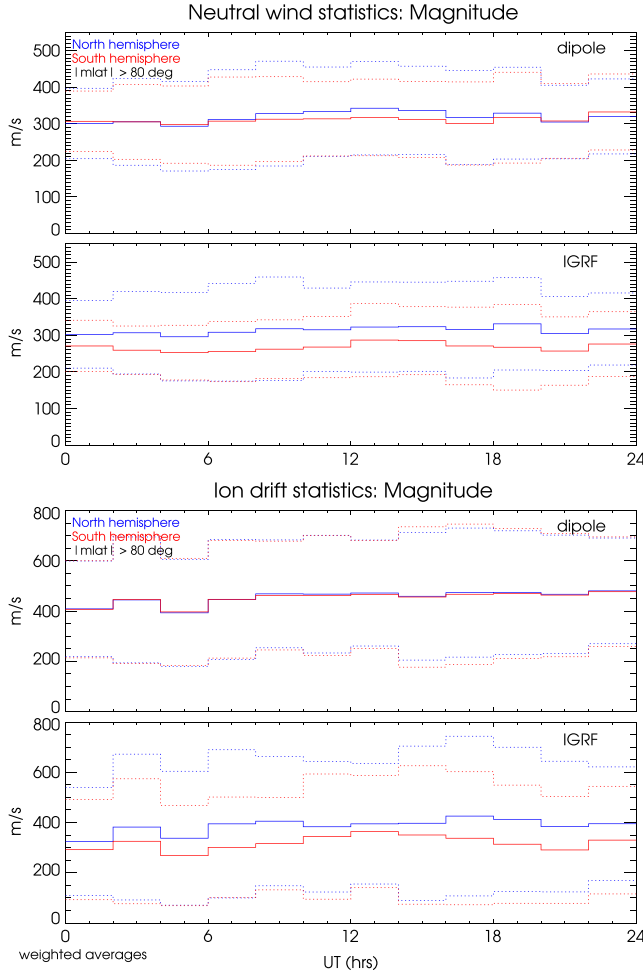 Neutral wind statistics: Magnitude
500
400
300
200
100
0
m/s
North hemisphere
South hemisphere
|mlat| > 80 deg
dipole
500
400
300
200
100
0
m/s
IGRF
0 6 12 18 24
Ion drift statistics: Magnitude
800
600
400
200
0
m/s
North hemisphere
South hemisphere
|mlat| > 80 deg
dipole
800
600
400
200
0
m/s
IGRF
0 6 12 18 24
weighted averages
UT (hrs)